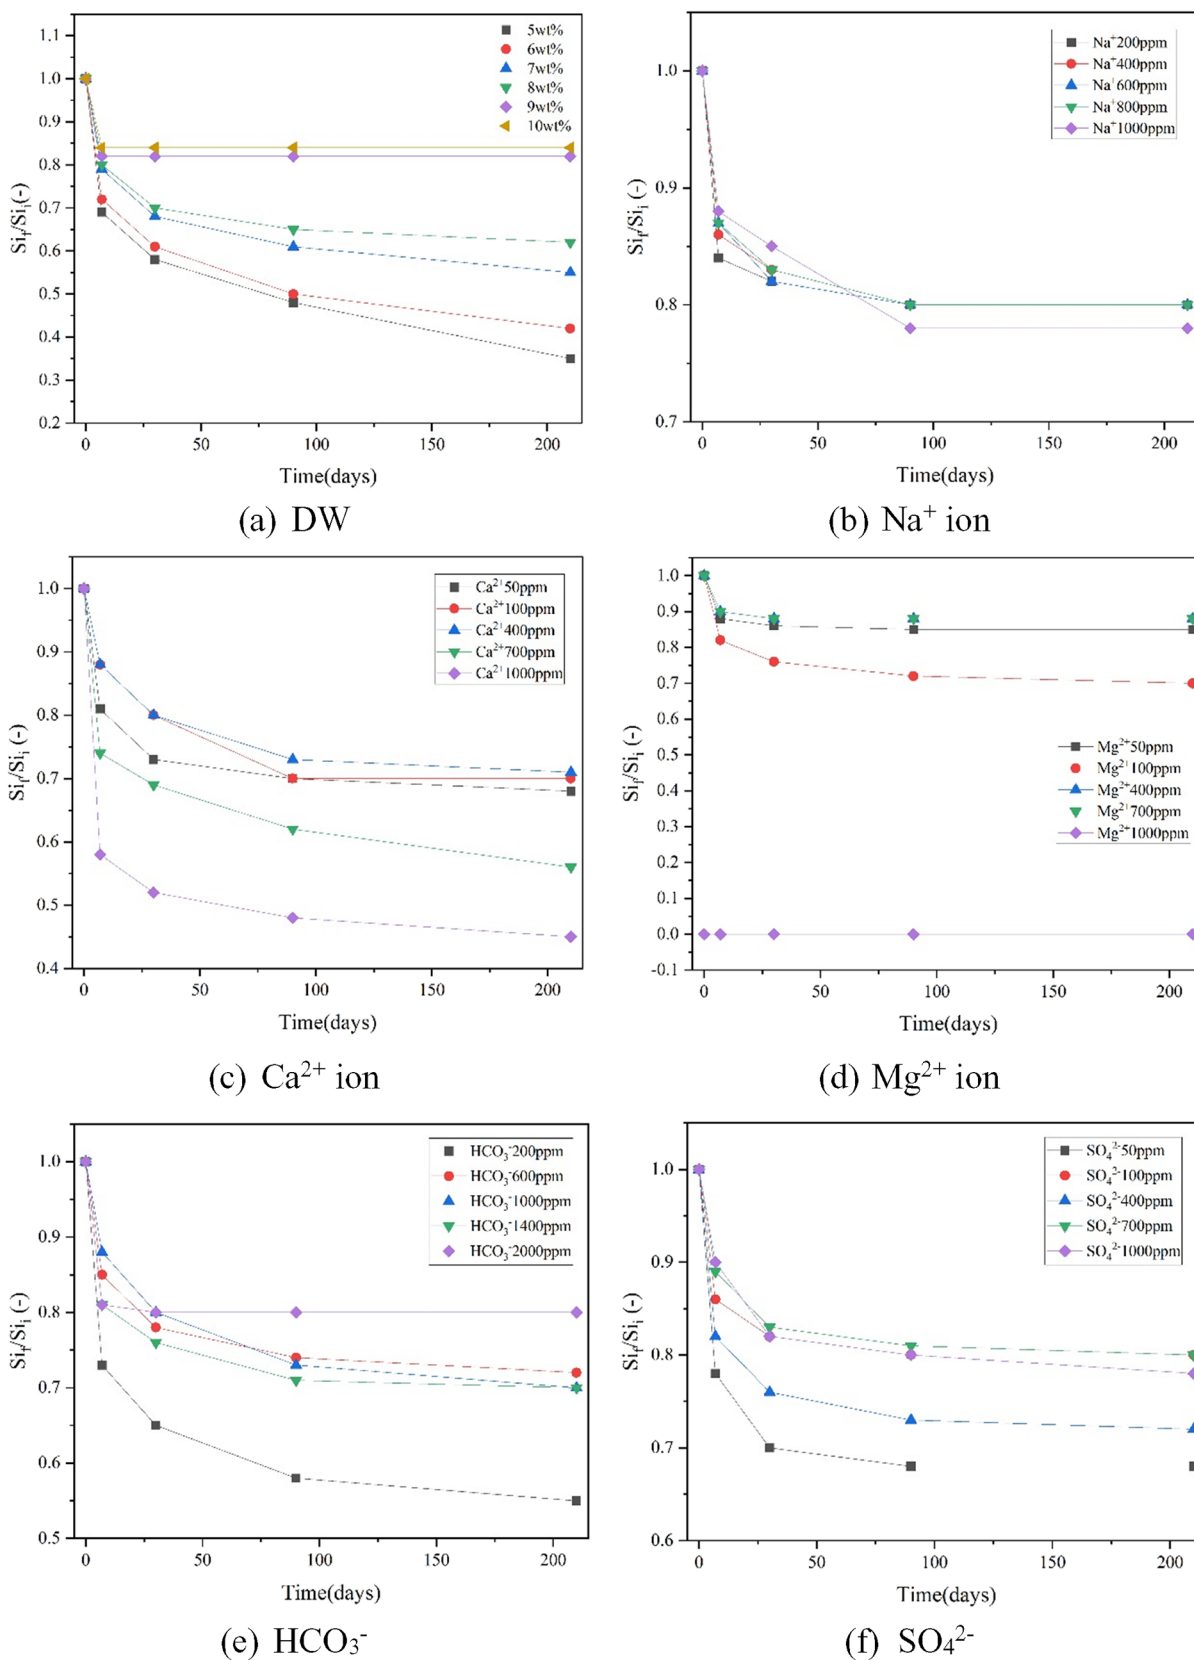 1.1
1.0
0.9
0.8
0.7
0.6
0.5
0.4
0.3
0.2
Si_f/Si_i(-)
5wt%
6wt%
7wt%
8wt%
9wt%
10wt%
0 50 100 150 200
Time(days)
(a) DW
1.0
0.9
0.8
0.7
Si_f/Si_i (-)
Na⁺200ppm
Na⁺400ppm
Na⁺600ppm
Na⁺800ppm
Na⁺1000ppm
0 50 100 150 200
Time(days)
(b) Na⁺ ion
1.0
0.9
0.8
0.7
0.6
0.5
0.4
Si_f/Si_i (-)
Ca²⁺50ppm
Ca²⁺100ppm
Ca²⁺400ppm
Ca²⁺700ppm
Ca²⁺1000ppm
0 50 100 150 200
Time(days)
(c) Ca²⁺ ion
1.0
0.9
0.8
0.7
0.6
0.5
0.4
0.3
0.2
0.1
0.0
-0.1
Si_f/Si_i (-)
Mg²⁺50ppm
Mg²⁺100ppm
Mg²⁺400ppm
Mg²⁺700ppm
Mg²⁺1000ppm
0 50 100 150 200
Time(days)
(d) Mg²⁺ ion
1.0
0.9
0.8
0.7
0.6
0.5
Si_f/Si_i (-)
HCO₃⁻200ppm
HCO₃⁻600ppm
HCO₃⁻1000ppm
HCO₃⁻1400ppm
HCO₃⁻2000ppm
0 50 100 150 200
Time(days)
(e) HCO₃⁻
1.0
0.9
0.8
0.7
0.6
Si_f/Si_i (-)
SO₄²⁻50ppm
SO₄²⁻100ppm
SO₄²⁻400ppm
SO₄²⁻700ppm
SO₄²⁻1000ppm
0 50 100 150 200
Time(days)
(f) SO₄²⁻